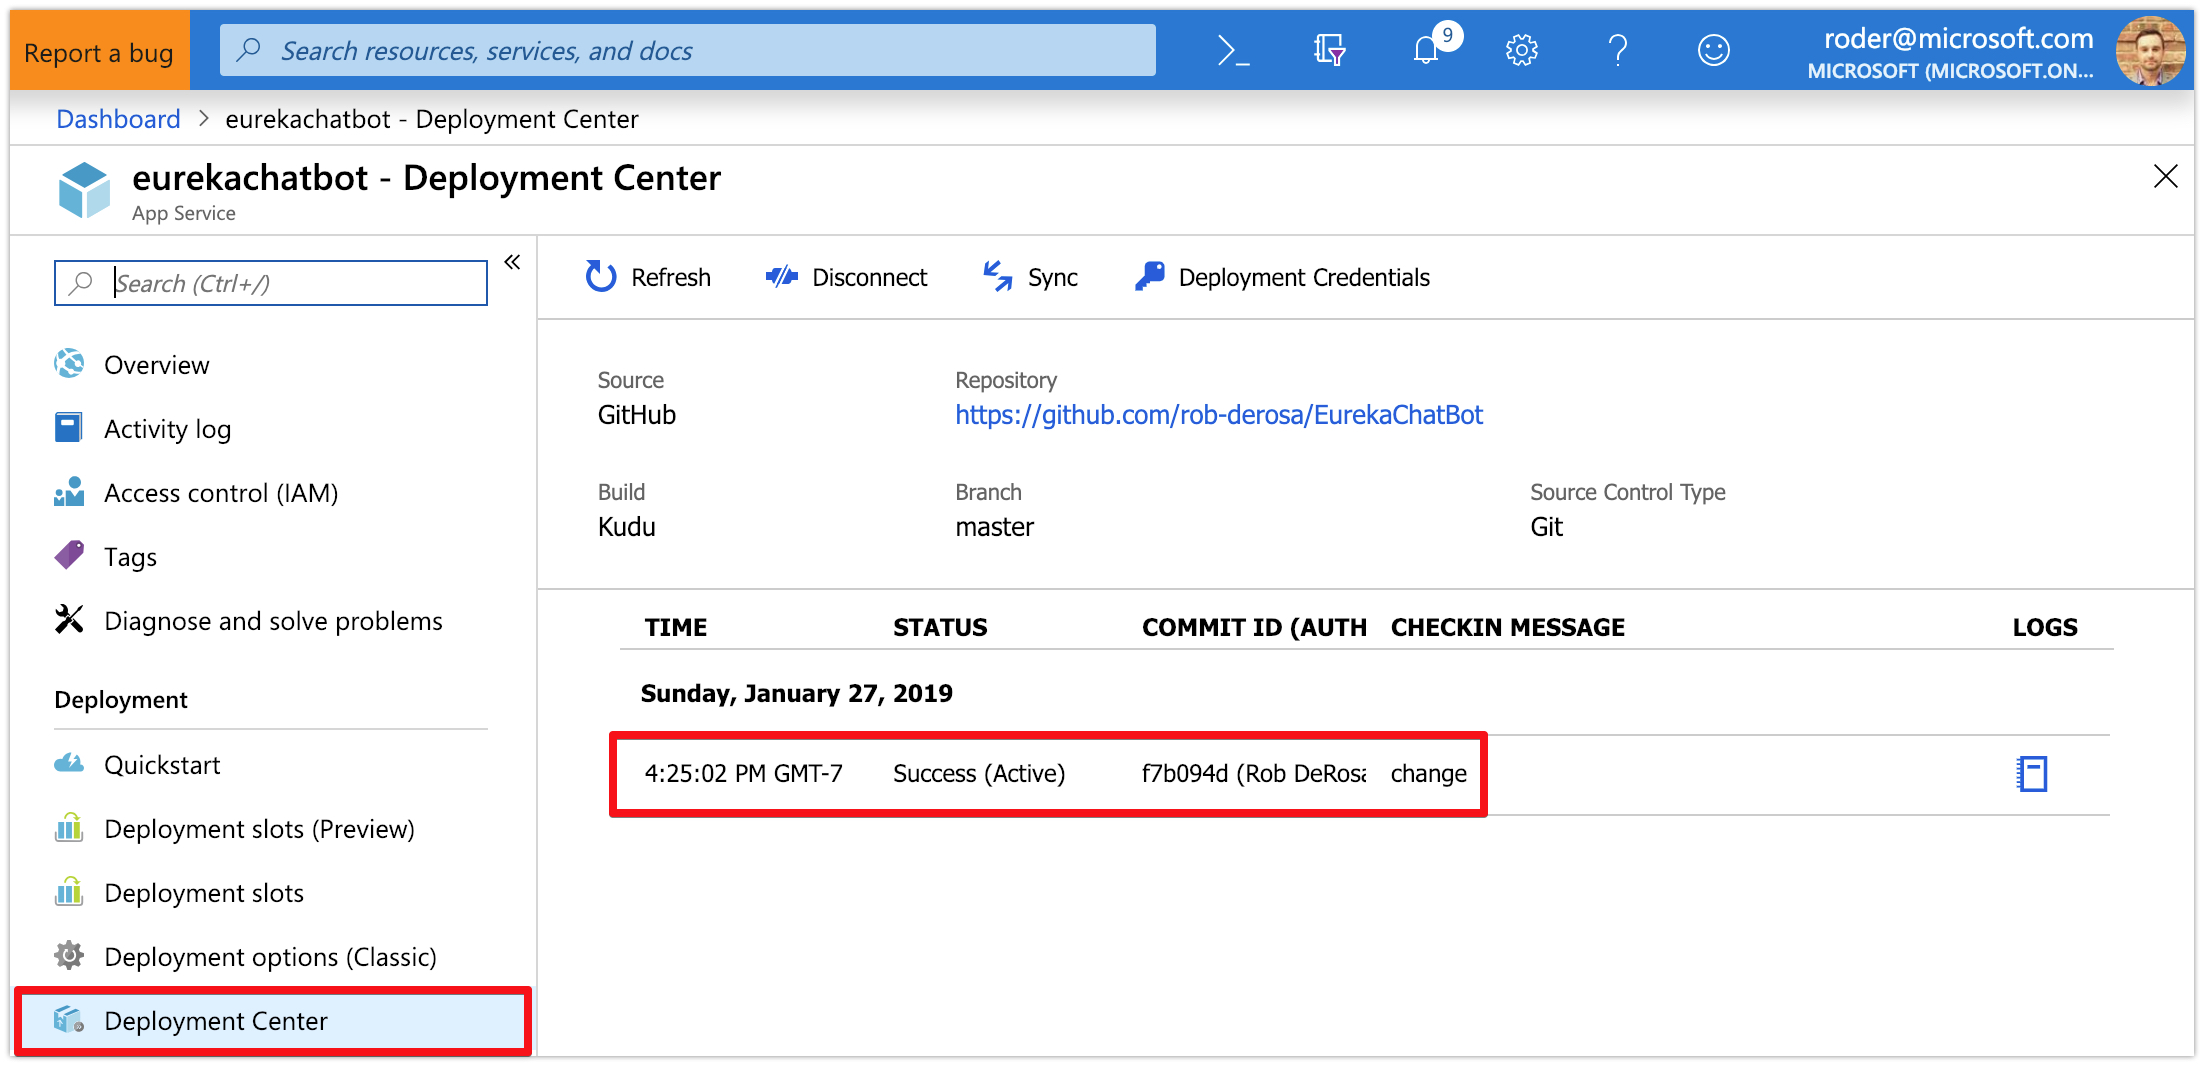 Report a bug
Search resources, services, and docs
9
roder@microsoft.com
MICROSOFT (MICROSOFT.ON...
Dashboard > eurekachatbot - Deployment Center
eurekachatbot - Deployment Center
App Service
Search (Ctrl+/)
«
Refresh
Disconnect
Sync
Deployment Credentials
Overview
Activity log
Access control (IAM)
Tags
Diagnose and solve problems
Deployment
Quickstart
Deployment slots (Preview)
Deployment slots
Deployment options (Classic)
Deployment Center
Source
GitHub
Repository
https://github.com/rob-derosa/EurekaChatBot
Build
Kudu
Branch
master
Source Control Type
Git
TIME STATUS COMMIT ID (AUTH CHECKIN MESSAGE LOGS
Sunday, January 27, 2019
4:25:02 PM GMT-7 Success (Active) f7b094d (Rob DeRosa change